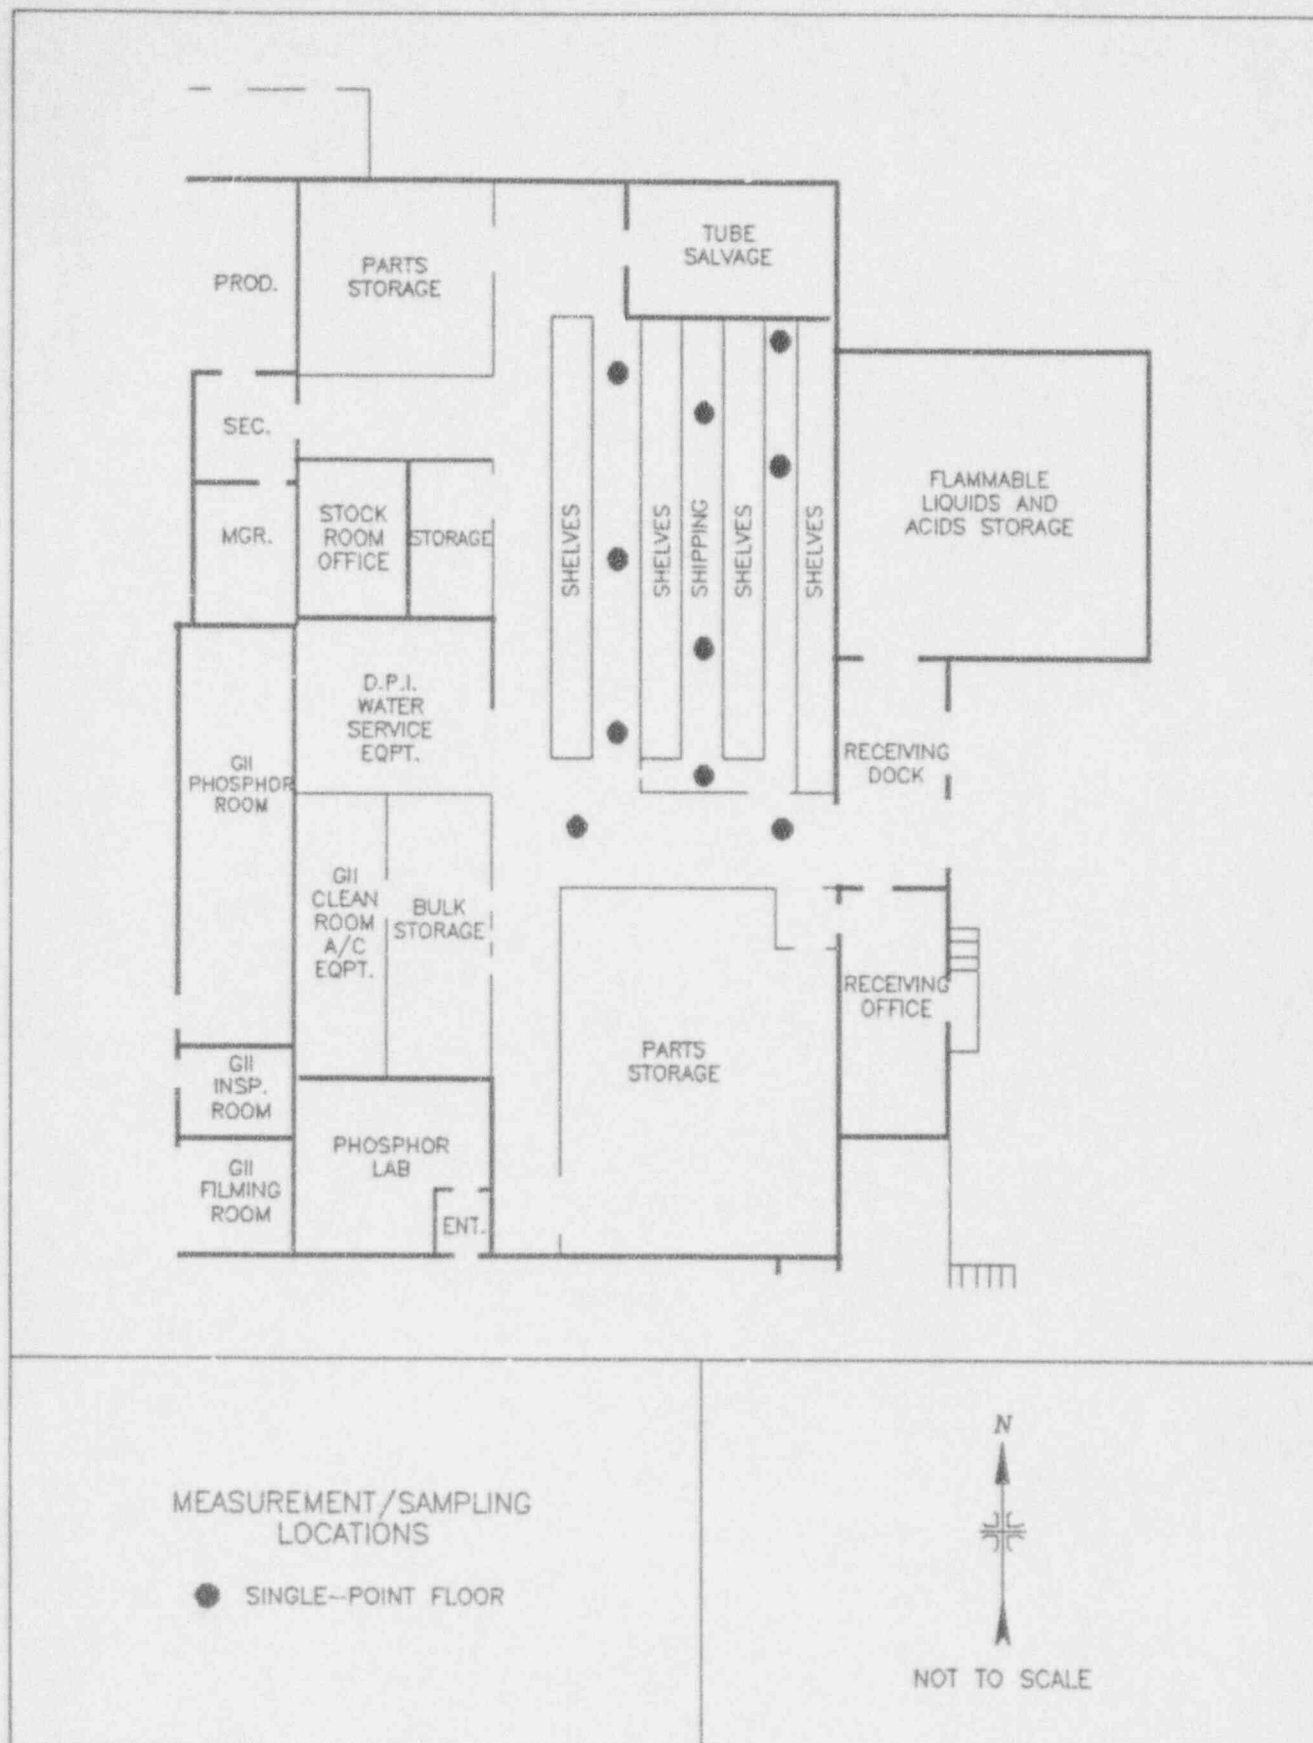 TUBE
SALVAGE
PARTS
STORAGE
PROD.
SEC.
FLAMMABLE
LIQUIDS AND
ACIDS STORAGE
STOCK
ROOM
OFFICE
STORAGE
MGR.
SHELVES
SHELVES
SHIPPING
SHELVES
SHELVES
D.P.I.
WATER
SERVICE
EQPT.
GII
PHOSPHOR
ROOM
RECEIVING
DOCK
GII
CLEAN
ROOM
A/C
EQPT.
BULK
STORAGE
RECEIVING
OFFICE
PARTS
STORAGE
GII
INSP.
ROOM
PHOSPHOR
LAB
GII
FILMING
ROOM
ENT.
MEASUREMENT/SAMPLING
LOCATIONS
SINGLE--POINT FLOOR
N
NOT TO SCALE